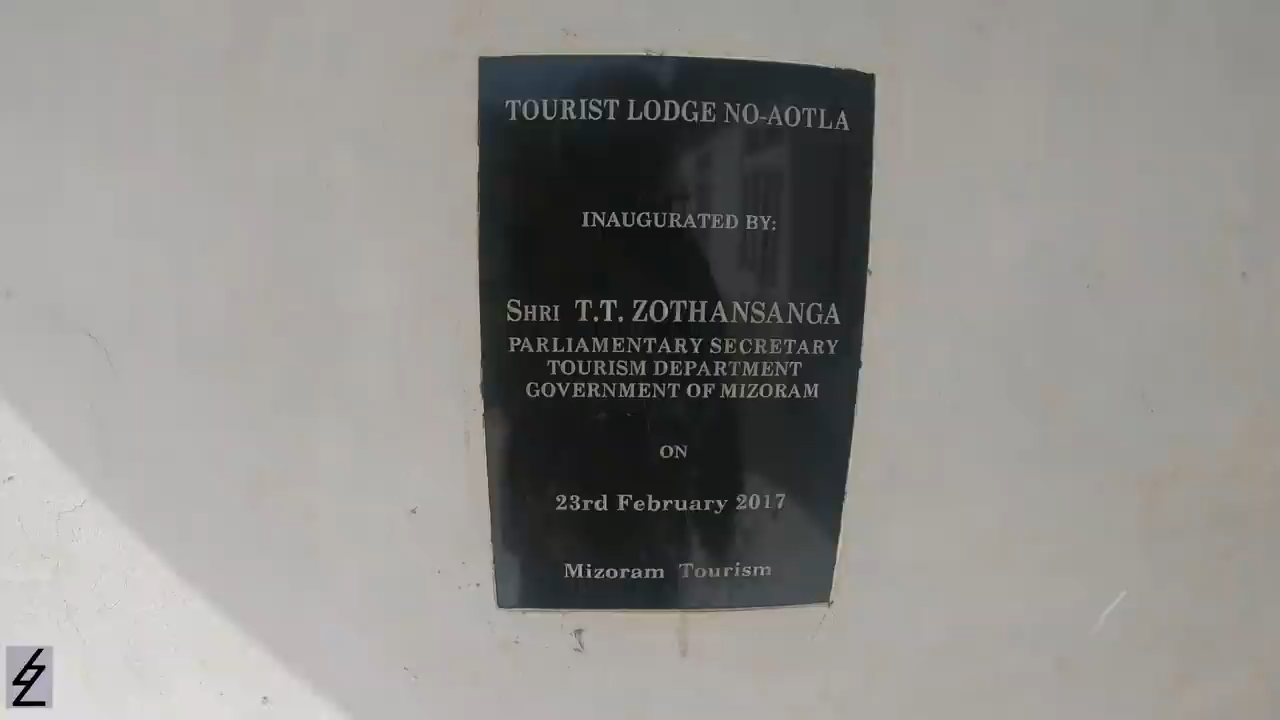 TOURIST LODGE NO-AOTLA
INAUGURATED BY:
SHRI T.T. ZOTHANSANGA
PARLIAMENTARY SECRETARY
TOURISM DEPARTMENT
GOVERNMENT OF MIZORAM
ON
23rd February 2017
Mizoram Tourism